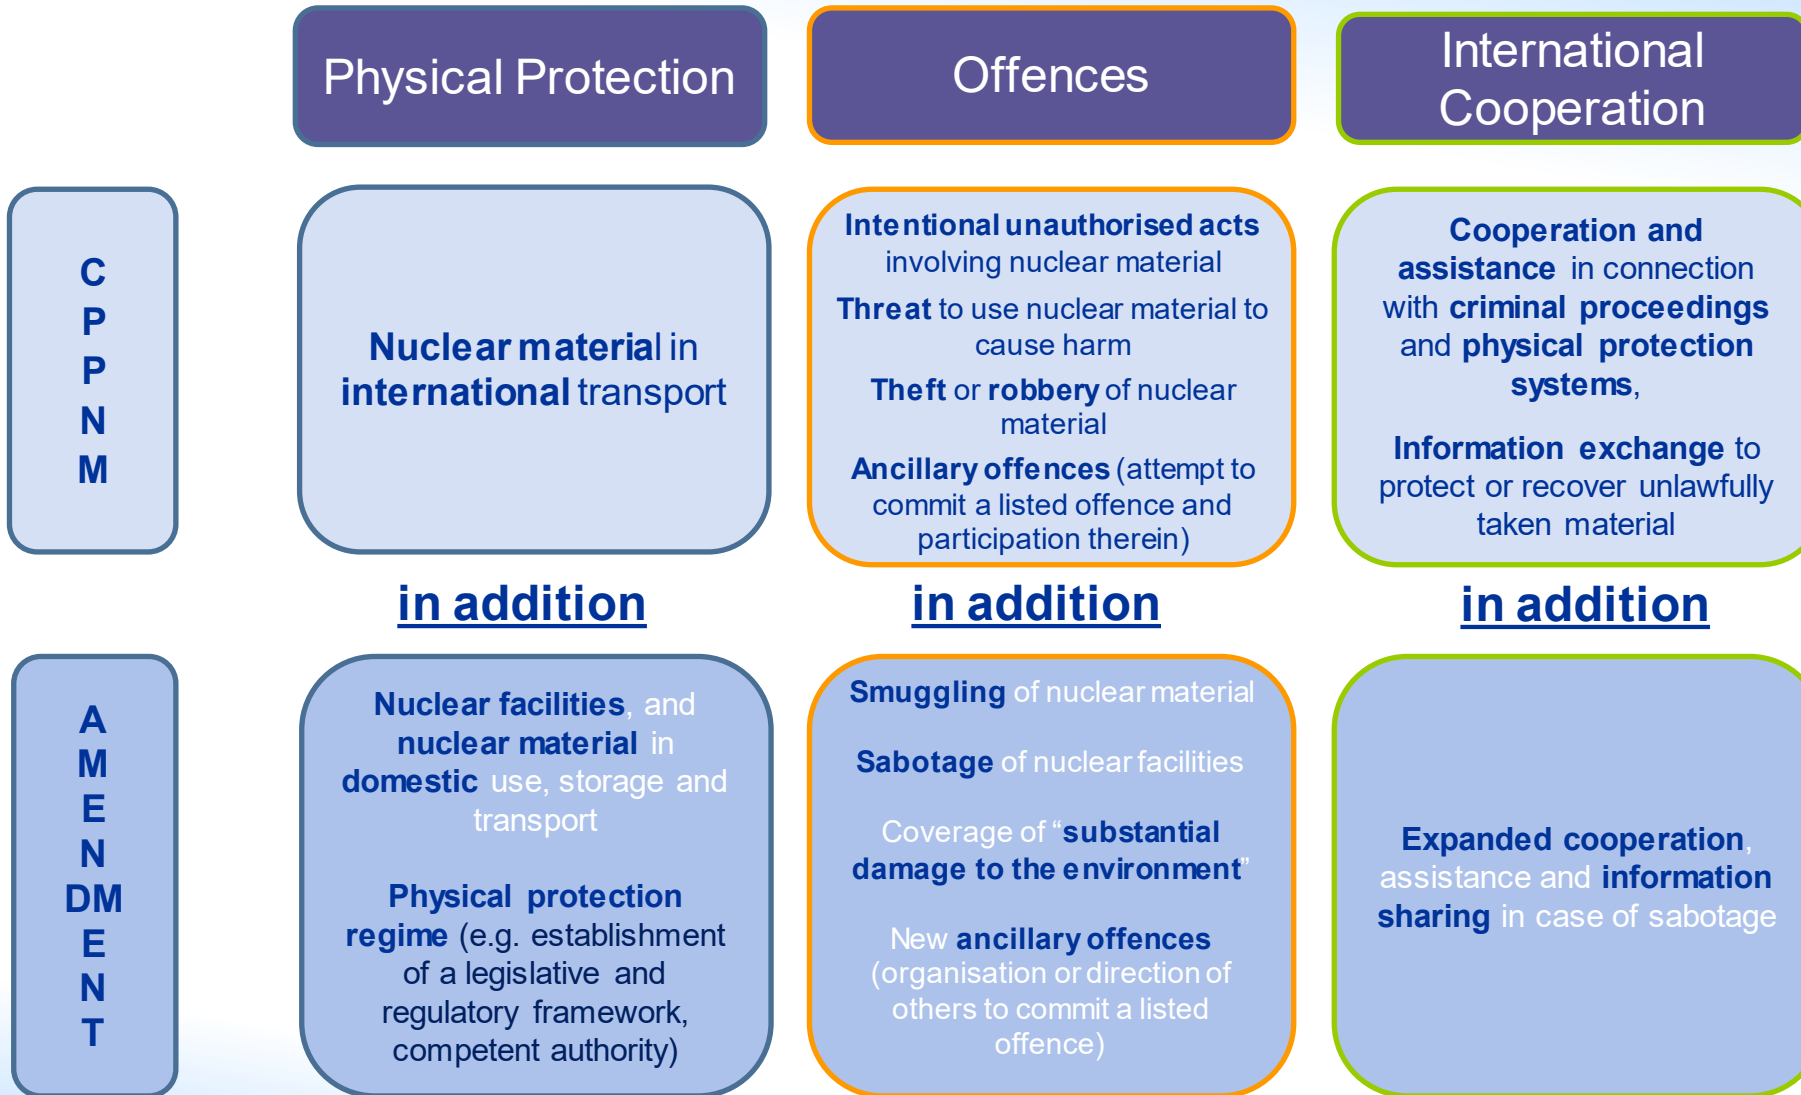 Physical Protection
Offences
International
Cooperation
C
P
P
N
M
Nuclear material in
international transport
Intentional unauthorised acts
involving nuclear material
Threat to use nuclear material to
cause harm
Theft or robbery of nuclear
material
Ancillary offences (attempt to
commit a listed offence and
participation therein)
Cooperation and
assistance in connection
with criminal proceedings
and physical protection
systems,
Information exchange to
protect or recover unlawfully
taken material
in addition
in addition
in addition
A
M
E
N
DM
E
N
T
Nuclear facilities, and
nuclear material in
domestic use, storage and
transport
Physical protection
regime (e.g. establishment
of a legislative and
regulatory framework,
competent authority)
Smuggling of nuclear material
Sabotage of nuclear facilities
Coverage of “substantial
damage to the environment”
New ancillary offences
(organisation or direction of
others to commit a listed
offence)
Expanded cooperation,
assistance and information
sharing in case of sabotage